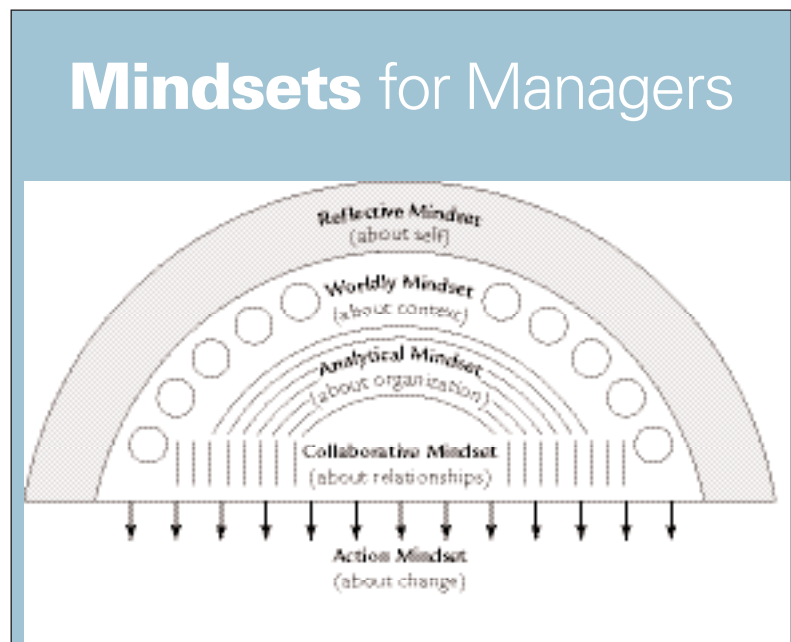 Mindsets for Managers
Reflective Mindset
(about self)
Worldly Mindset
(about context)
Analytical Mindset
(about organization)
Collaborative Mindset
(about relationships)
Action Mindset
(about change)